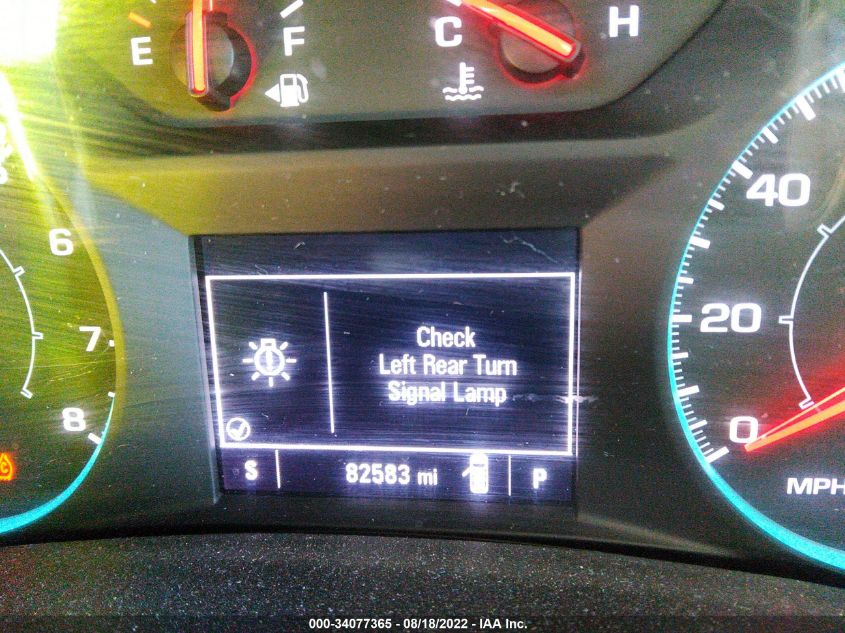 E F C H
6
7
8
40
20
0
MPH
Check
Left Rear Turn
Signal Lamp
S 82583 mi P
000-34077365 - 08/18/2022 - IAA Inc.